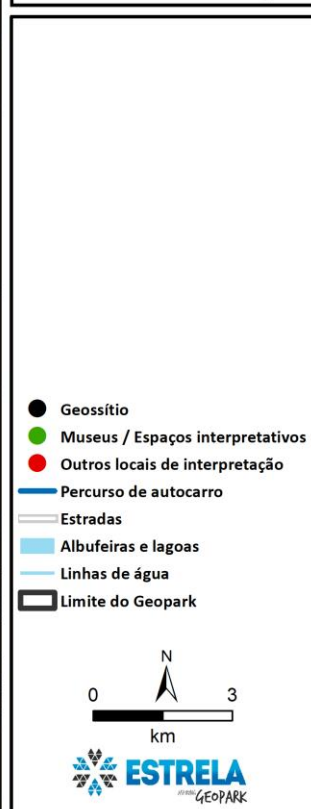 Geossítio
Museus / Espaços interpretativos
Outros locais de interpretação
Percurso de autocarro
Estradas
Albufeiras e lagoas
Linhas de água
Limite do Geopark
N
0 3
km
ESTRELA
GEOPARK